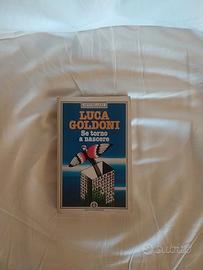 LUCA
GOLDONI
Se torno
a nascere
subito